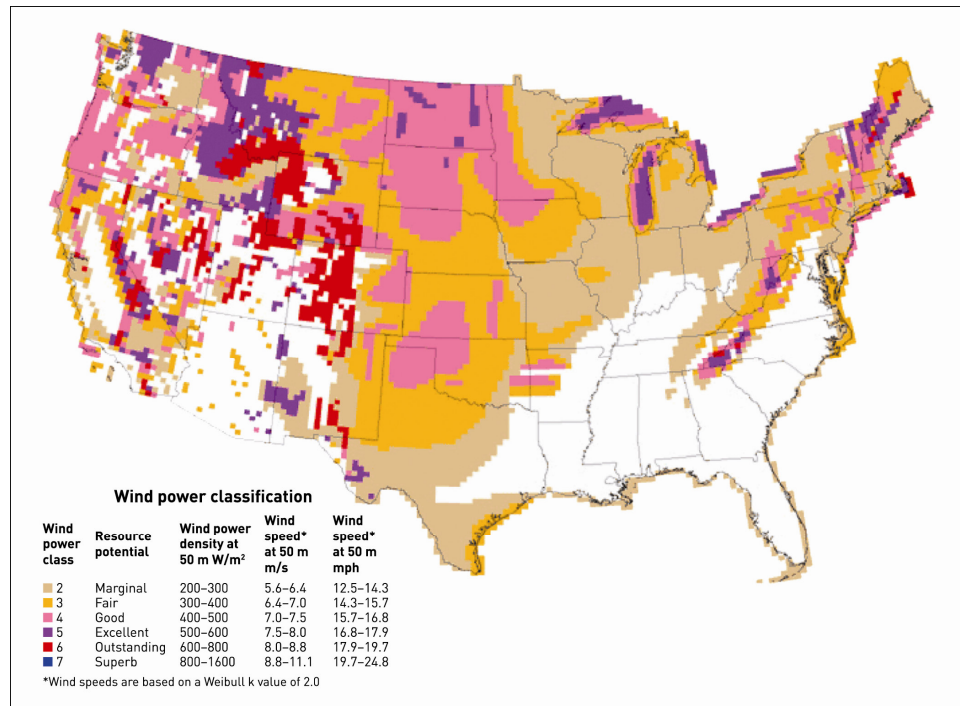 Wind power classification
Wind power class Resource potential Wind power density at 50 m W/m² Wind speed* at 50 m m/s Wind speed* at 50 m mph
2 Marginal 200–300 5.6–6.4 12.5–14.3
3 Fair 300–400 6.4–7.0 14.3–15.7
4 Good 400–500 7.0–7.5 15.7–16.8
5 Excellent 500–600 7.5–8.0 16.8–17.9
6 Outstanding 600–800 8.0–8.8 17.9–19.7
7 Superb 800–1600 8.8–11.1 19.7–24.8
*Wind speeds are based on a Weibull k value of 2.0